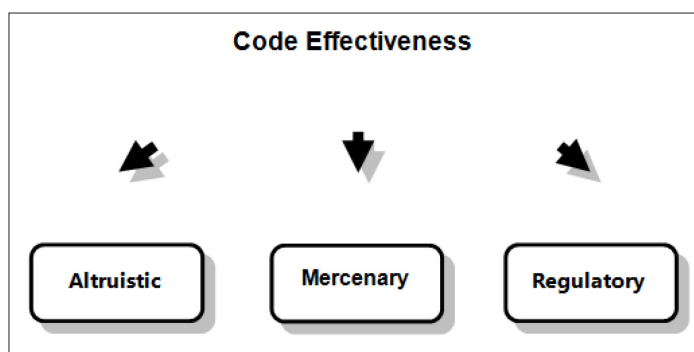 Code Effectiveness
Altruistic
Mercenary
Regulatory